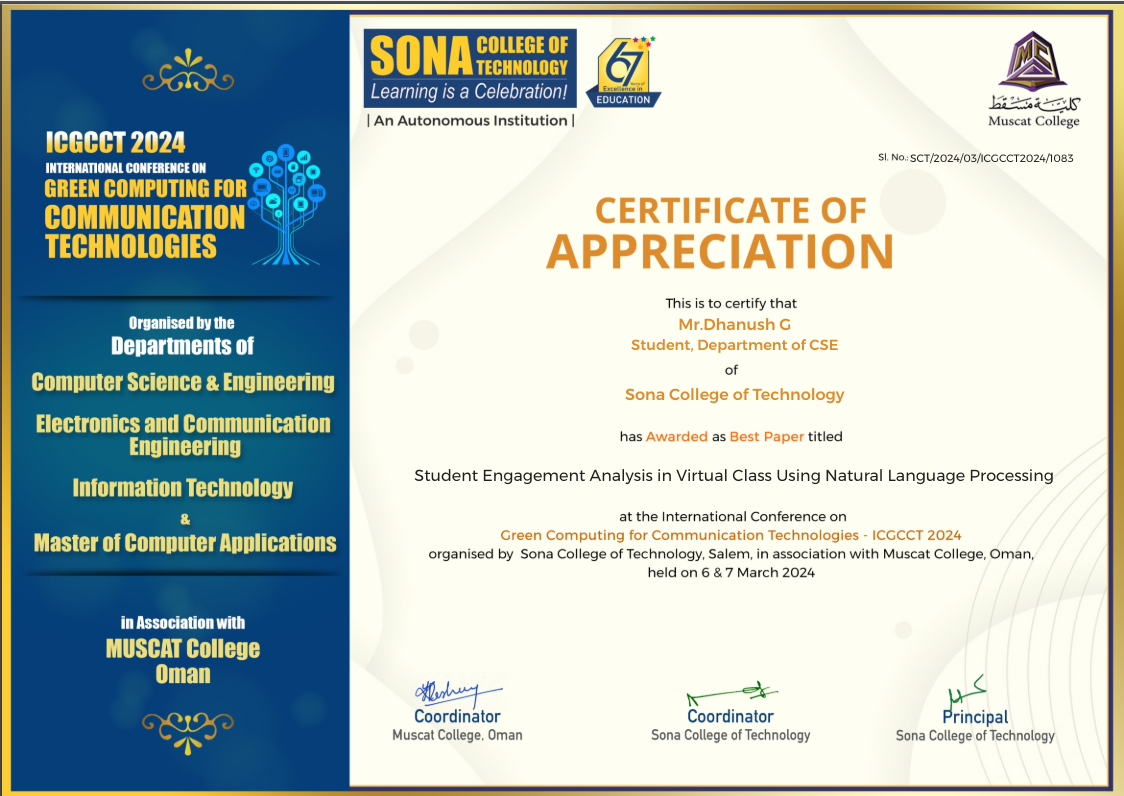 ICGCCT 2024
INTERNATIONAL CONFERENCE ON
GREEN COMPUTING FOR
COMMUNICATION
TECHNOLOGIES
Organised by the
Departments of
Computer Science & Engineering
Electronics and Communication
Engineering
Information Technology
&
Master of Computer Applications
in Association with
MUSCAT College
Oman
SONA COLLEGE OF
TECHNOLOGY
Learning is a Celebration!
| An Autonomous Institution |
67
Years of
Excellence in
EDUCATION
MC
كلية مسقط
Muscat College
Sl. No.: SCT/2024/03/ICGCCT2024/1083
CERTIFICATE OF
APPRECIATION
This is to certify that
Mr.Dhanush G
Student, Department of CSE
of
Sona College of Technology
has Awarded as Best Paper titled
Student Engagement Analysis in Virtual Class Using Natural Language Processing
at the International Conference on
Green Computing for Communication Technologies - ICGCCT 2024
organised by Sona College of Technology, Salem, in association with Muscat College, Oman,
held on 6 & 7 March 2024
Coordinator
Muscat College, Oman
Coordinator
Sona College of Technology
Principal
Sona College of Technology